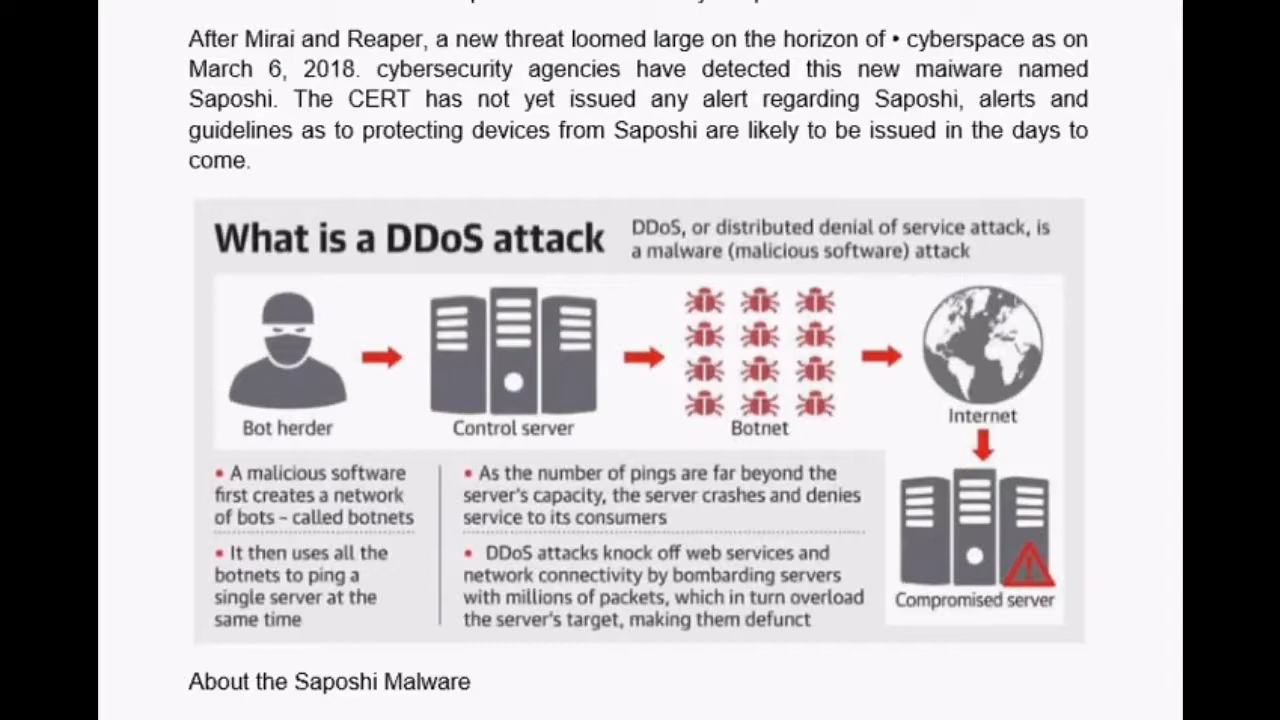 After Mirai and Reaper, a new threat loomed large on the horizon of • cyberspace as on
March 6, 2018. cybersecurity agencies have detected this new maiware named
Saposhi. The CERT has not yet issued any alert regarding Saposhi, alerts and
guidelines as to protecting devices from Saposhi are likely to be issued in the days to
come.
What is a DDoS attack
DDoS, or distributed denial of service attack, is
a malware (malicious software) attack
Bot herder
Control server
Botnet
Internet
Compromised server
• A malicious software
first creates a network
of bots – called botnets
• It then uses all the
botnets to ping a
single server at the
same time
• As the number of pings are far beyond the
server's capacity, the server crashes and denies
service to its consumers
• DDoS attacks knock off web services and
network connectivity by bombarding servers
with millions of packets, which in turn overload
the server's target, making them defunct
About the Saposhi Malware